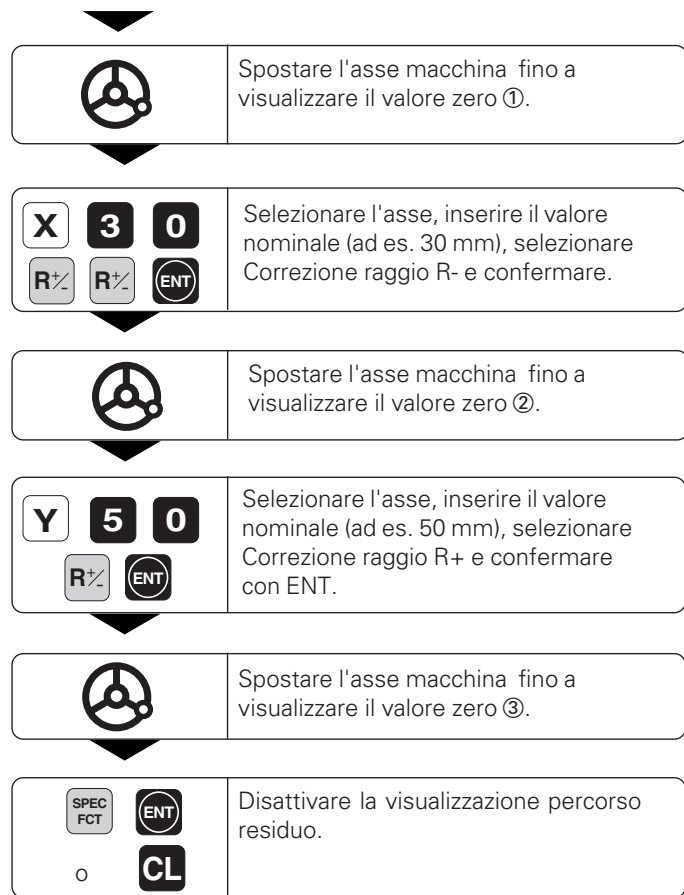 Spostare l'asse macchina fino a
visualizzare il valore zero ①.
X 3 0
R+/- R+/- ENT
Selezionare l'asse, inserire il valore
nominale (ad es. 30 mm), selezionare
Correzione raggio R- e confermare.
Spostare l'asse macchina fino a
visualizzare il valore zero ②.
Y 5 0
R+/- ENT
Selezionare l'asse, inserire il valore
nominale (ad es. 50 mm), selezionare
Correzione raggio R+ e confermare
con ENT.
Spostare l'asse macchina fino a
visualizzare il valore zero ③.
SPEC
FCT
ENT
o CL
Disattivare la visualizzazione percorso
residuo.